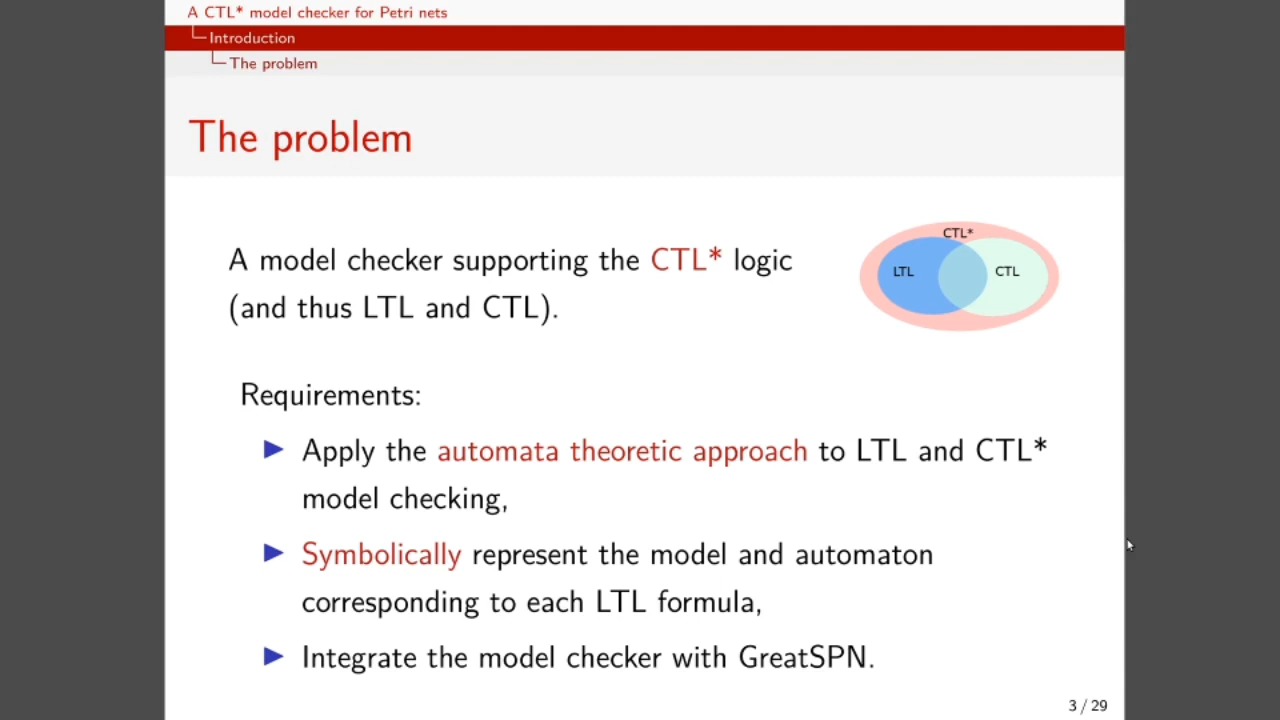 A CTL* model checker for Petri nets
Introduction
The problem
The problem
CTL*
LTL
CTL
A model checker supporting the CTL* logic
(and thus LTL and CTL).
Requirements:
Apply the automata theoretic approach to LTL and CTL*
model checking,
Symbolically represent the model and automaton
corresponding to each LTL formula,
Integrate the model checker with GreatSPN.
3 / 29